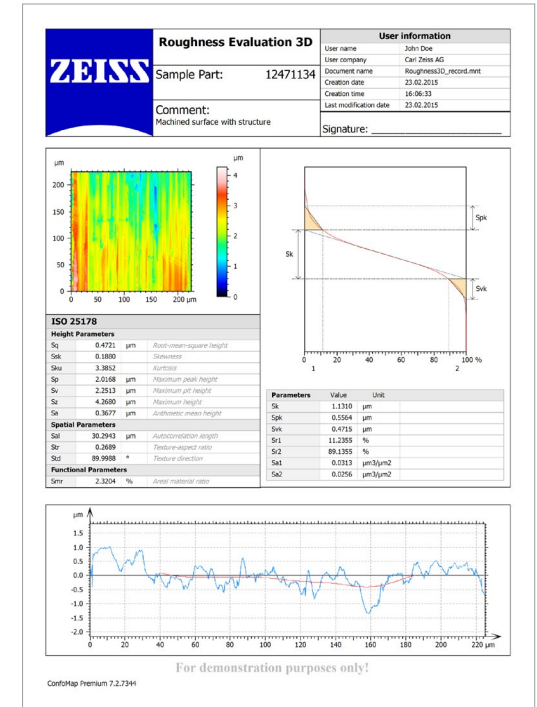 ZEISS
Roughness Evaluation 3D
Sample Part: 12471134
Comment:
Machined surface with structure
User information
User name John Doe
User company Carl Zeiss AG
Document name Roughness3D_record.mnt
Creation date 23.02.2015
Creation time 16:06:33
Last modification date 23.02.2015
Signature:
µm
200
150
100
50
0
0 50 100 150 200 µm
µm
4
3
2
1
0
Spk
Sk
Svk
0 20 40 60 80 100 %
1 2
ISO 25178
Height Parameters
Sq 0.4721 µm Root-mean-square height
Ssk 0.1880 Skewness
Sku 3.3852 Kurtosis
Sp 2.0168 µm Maximum peak height
Sv 2.2513 µm Maximum pit height
Sz 4.2680 µm Maximum height
Sa 0.3677 µm Arithmetic mean height
Spatial Parameters
Sal 30.2943 µm Autocorrelation length
Str 0.2689 Texture-aspect ratio
Std 89.9988 ° Texture direction
Functional Parameters
Smr 2.3204 % Areal material ratio
Parameters Value Unit
Sk 1.1310 µm
Spk 0.5564 µm
Svk 0.4715 µm
Sr1 11.2355 %
Sr2 89.1355 %
Sa1 0.0313 µm3/µm2
Sa2 0.0256 µm3/µm2
µm
1.5
1.0
0.5
0.0
-0.5
-1.0
-1.5
-2.0
0 20 40 60 80 100 120 140 160 180 200 220 µm
For demonstration purposes only!
ConfoMap Premium 7.2.7344